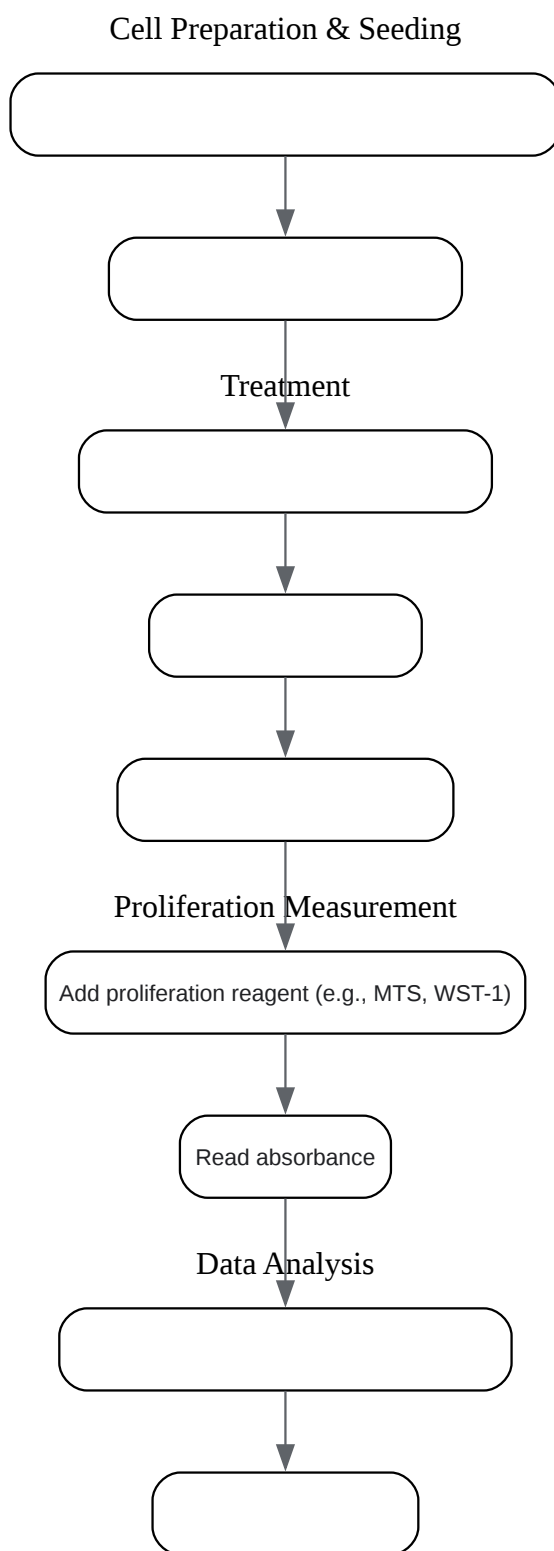 Cell Preparation & Seeding
Treatment
Proliferation Measurement
Add proliferation reagent (e.g., MTS, WST-1)
Read absorbance
Data Analysis